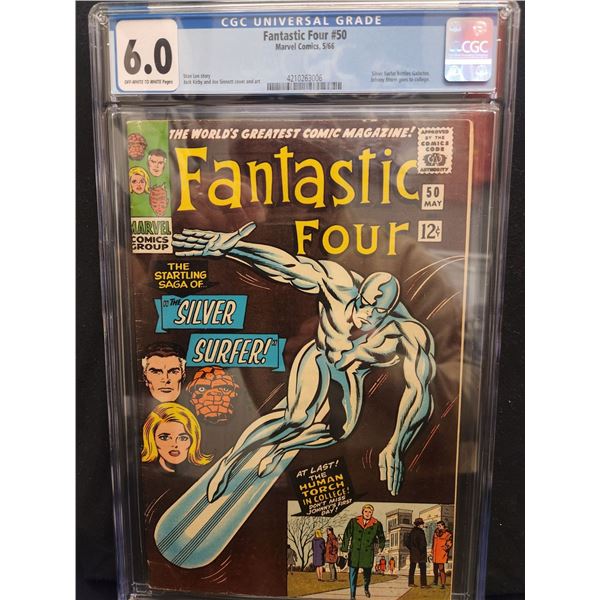 CGC UNIVERSAL GRADE
6.0
OFF-WHITE TO WHITE Pages
Fantastic Four #50
Marvel Comics, 5/66
Stan Lee story
Jack Kirby and Joe Sinnott cover and art
4210263006
Silver Surfer battles Galactus.
Johnny Storm goes to college.
CGC
THE WORLD'S GREATEST COMIC MAGAZINE!
APPROVED
BY THE
COMICS
CODE
AUTHORITY
Fantastic
Four
50
MAY
12¢
MARVEL
COMICS
GROUP
THE
STARTLING
SAGA OF...
"THE
SILVER
SURFER!"
AT LAST!
THE
HUMAN
TORCH
IN COLLEGE!
DON'T MISS
JOHNNY'S FIRST
DAY!